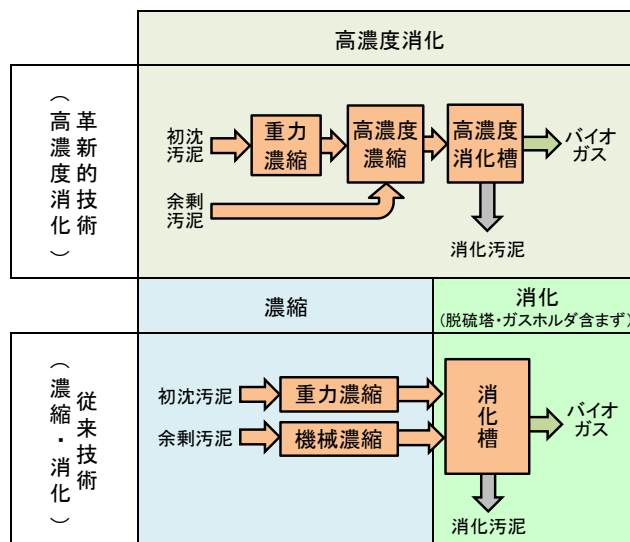 高濃度消化
革新的技術
（高濃度消化）
初沈
汚泥
重力
濃縮
高濃度
濃縮
高濃度
消化槽
バイオ
ガス
余剰
汚泥
消化汚泥
濃縮
消化
(脱硫塔・ガスホルダ含まず)
従来技術
（濃縮・消化）
初沈汚泥
重力濃縮
余剰汚泥
機械濃縮
消化槽
バイオ
ガス
消化汚泥